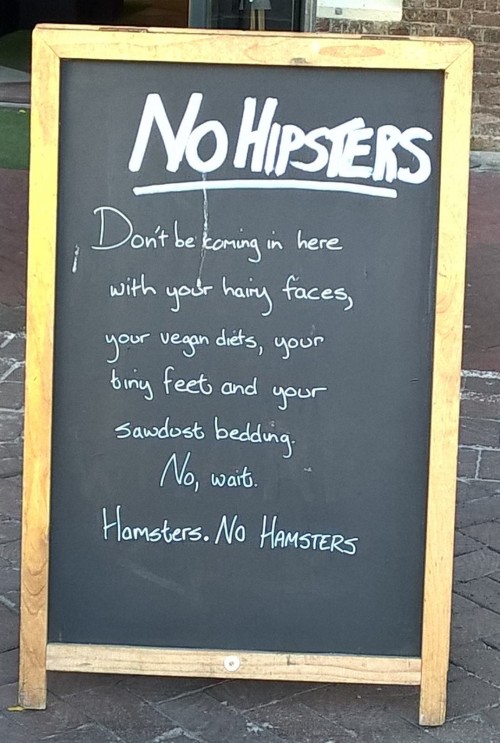 No HIPSTERS
Don't be coming in here
with your hairy faces,
your vegan diets, your
tiny feet and your
sawdust bedding.
No, wait.
Hamsters. No HAMSTERS